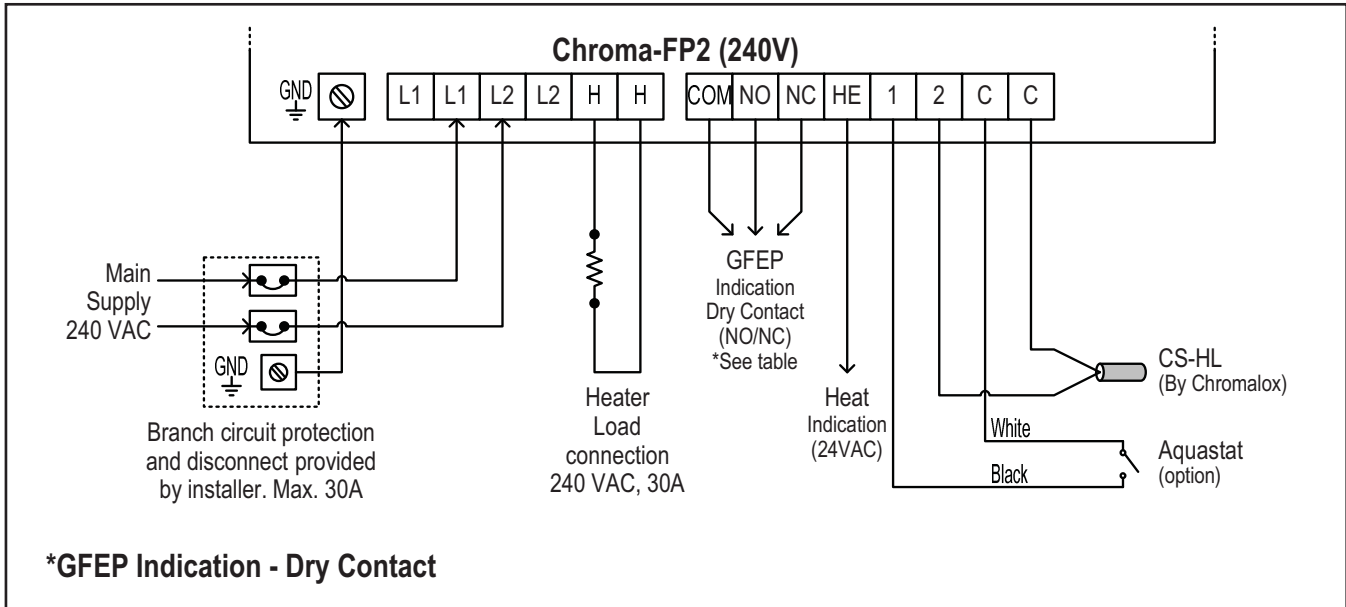 Chroma-FP2 (240V)
GND
L1 L1 L2 L2 H H COM NO NC HE 1 2 C C
Main
Supply
240 VAC
GND
Branch circuit protection
and disconnect provided
by installer. Max. 30A
Heater
Load
connection
240 VAC, 30A
GFEP
Indication
Dry Contact
(NO/NC)
*See table
Heat
Indication
(24VAC)
CS-HL
(By Chromalox)
White
Black
Aquastat
(option)
*GFEP Indication - Dry Contact